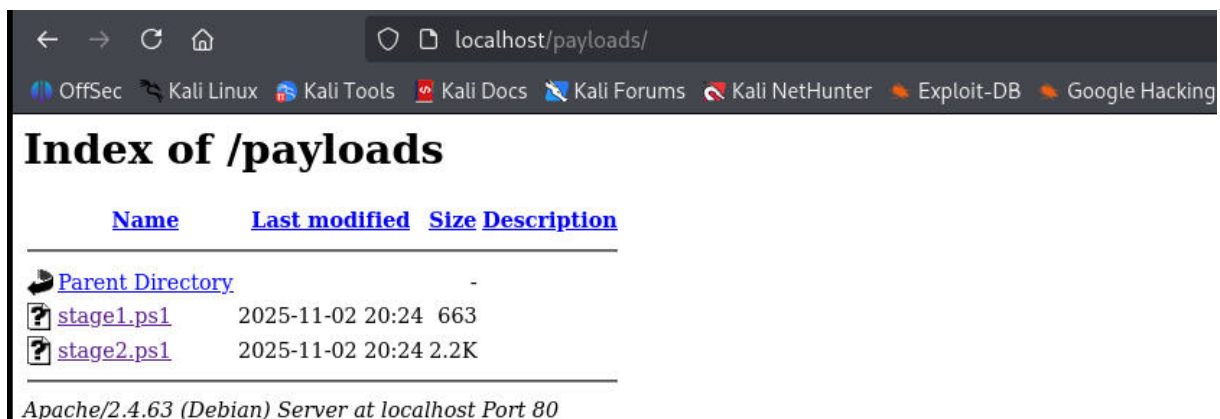 localhost/payloads/
OffSec Kali Linux Kali Tools Kali Docs Kali Forums Kali NetHunter Exploit-DB Google Hacking
Index of /payloads
Name Last modified Size Description
Parent Directory -
stage1.ps1 2025-11-02 20:24 663
stage2.ps1 2025-11-02 20:24 2.2K
Apache/2.4.63 (Debian) Server at localhost Port 80